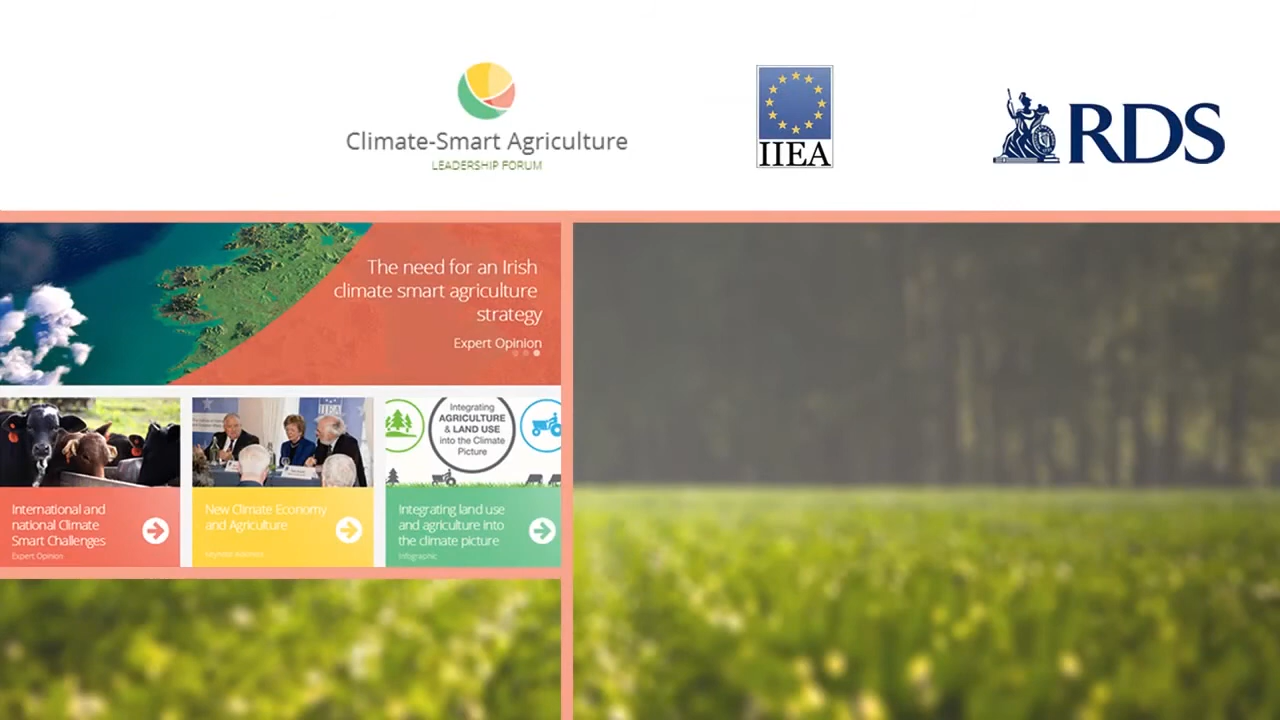 Climate-Smart Agriculture
LEADERSHIP FORUM
IIEA
RDS
The need for an Irish
climate smart agriculture
strategy
Expert Opinion
International and
national Climate
Smart Challenges
Expert Opinion
New Climate Economy
and Agriculture
Integrating
AGRICULTURE
& LAND USE
into the Climate
Picture
Integrating land use
and agriculture into
the climate picture
Infographic